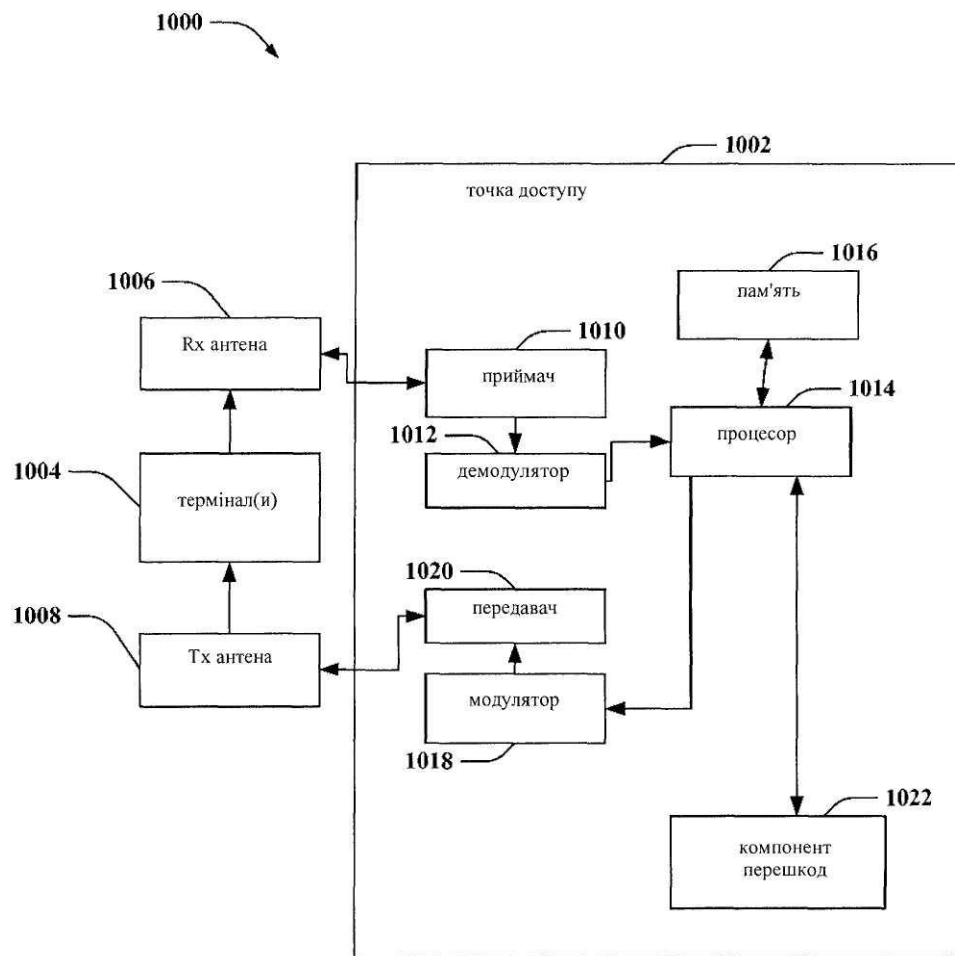 1000
1002
точка доступу
1016
пам'ять
1006
Rx антена
1010
приймач
1014
процесор
1012
демодулятор
1004
термінал(и)
1020
передавач
1008
Tx антена
модулятор
1018
1022
компонент
перешкод